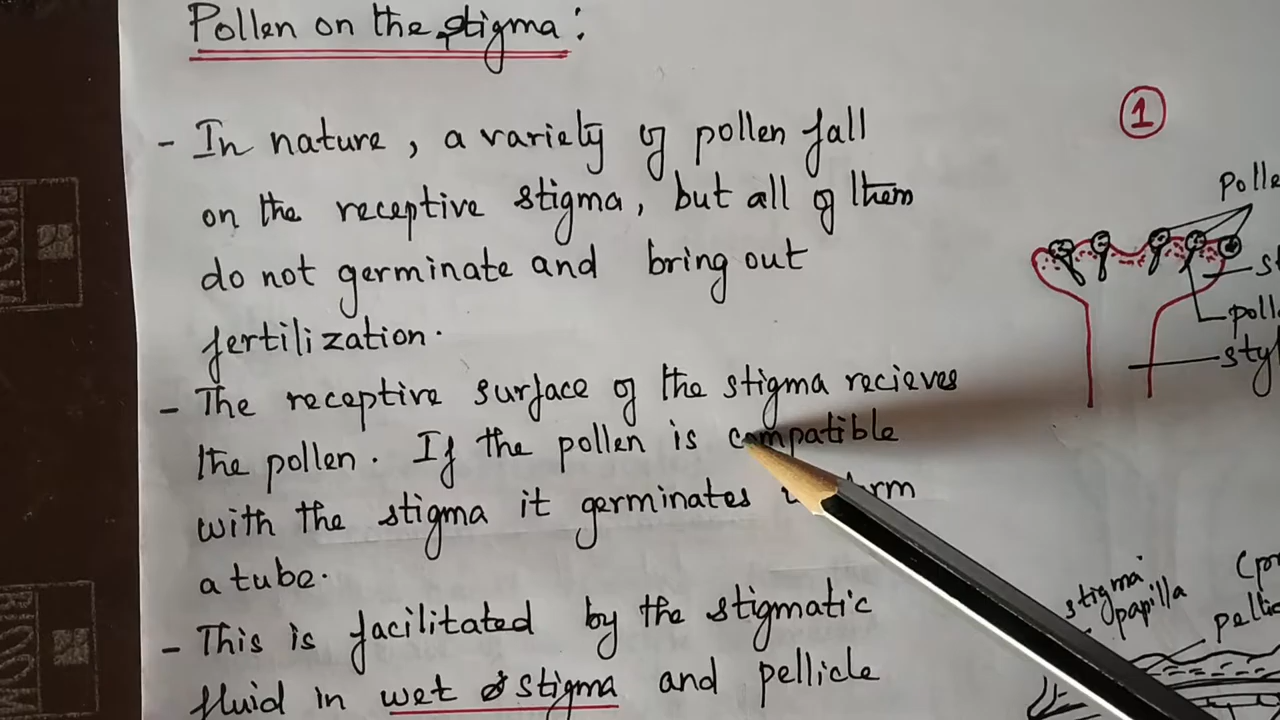 Pollen on the stigma:
- In nature, a variety of pollen fall
on the receptive stigma, but all of them
do not germinate and bring out
fertilization.
- The receptive surface of the stigma recieves
the pollen. If the pollen is compatible
with the stigma it germinates
a tube.
- This is facilitated by the stigmatic
fluid in wet stigma and pellicle
1
stigma
papilla